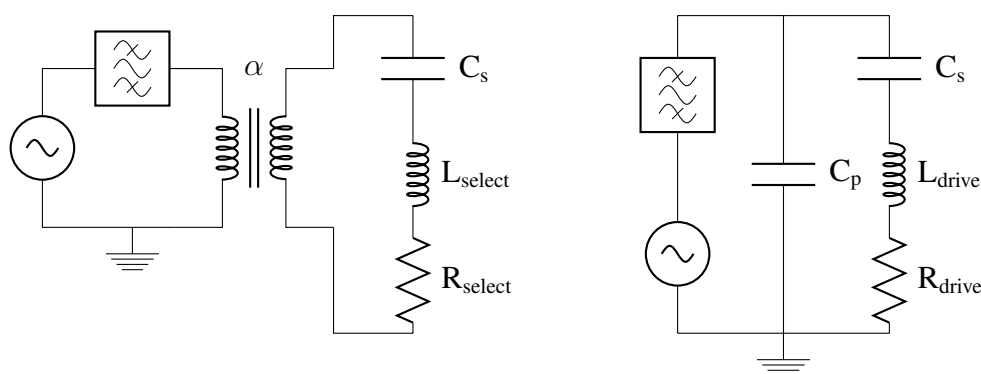 α
C_s
L_select
R_select
C_s
C_p
L_drive
R_drive